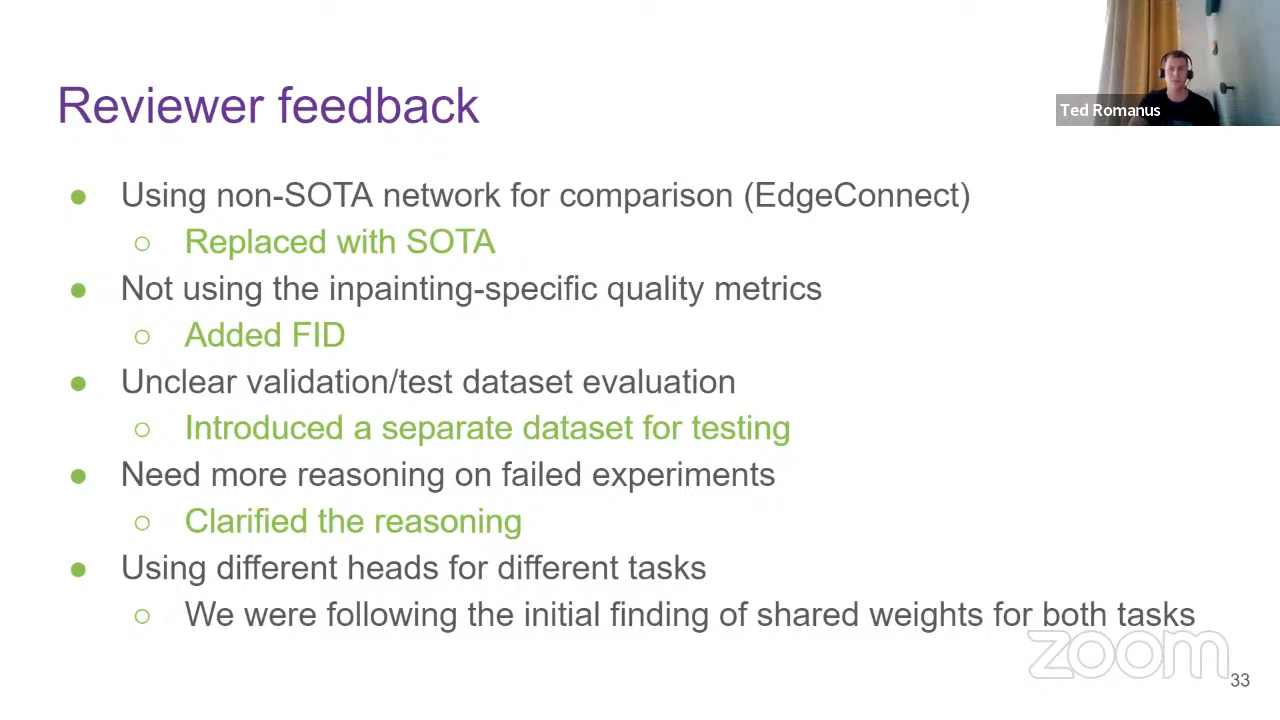 Ted Romanus
Reviewer feedback
● Using non-SOTA network for comparison (EdgeConnect)
○ Replaced with SOTA
● Not using the inpainting-specific quality metrics
○ Added FID
● Unclear validation/test dataset evaluation
○ Introduced a separate dataset for testing
● Need more reasoning on failed experiments
○ Clarified the reasoning
● Using different heads for different tasks
○ We were following the initial finding of shared weights for both tasks
zoom
33